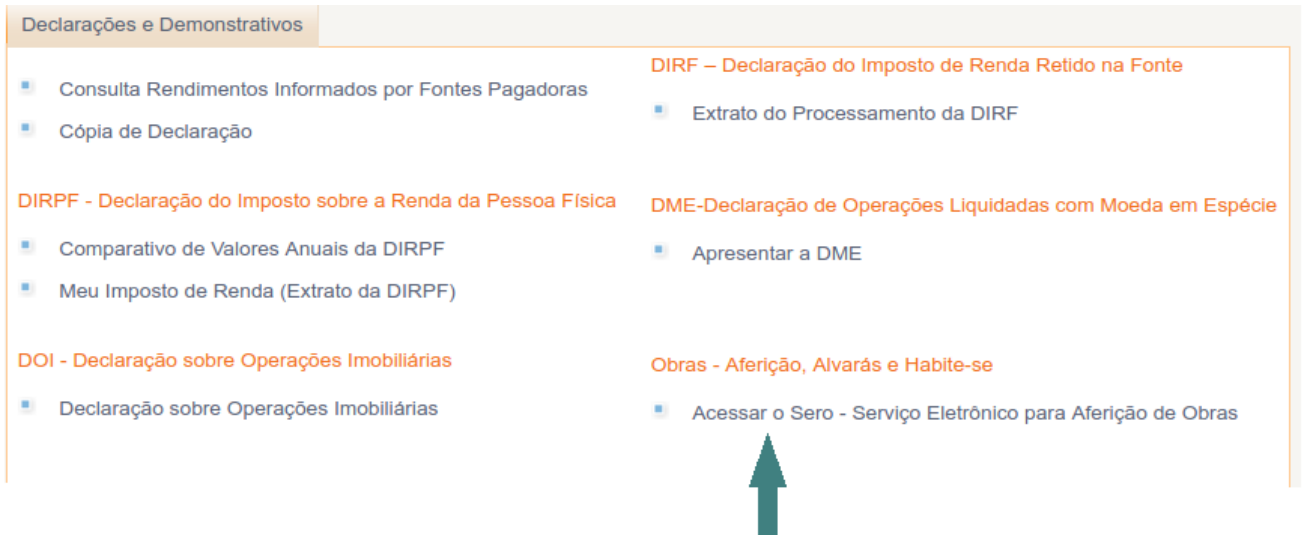 Declarações e Demonstrativos
Consulta Rendimentos Informados por Fontes Pagadoras
Cópia de Declaração
DIRPF - Declaração do Imposto sobre a Renda da Pessoa Física
Comparativo de Valores Anuais da DIRPF
Meu Imposto de Renda (Extrato da DIRPF)
DOI - Declaração sobre Operações Imobiliárias
Declaração sobre Operações Imobiliárias
DIRF – Declaração do Imposto de Renda Retido na Fonte
Extrato do Processamento da DIRF
DME-Declaração de Operações Liquidadas com Moeda em Espécie
Apresentar a DME
Obras - Aferição, Alvarás e Habite-se
Acessar o Sero - Serviço Eletrônico para Aferição de Obras